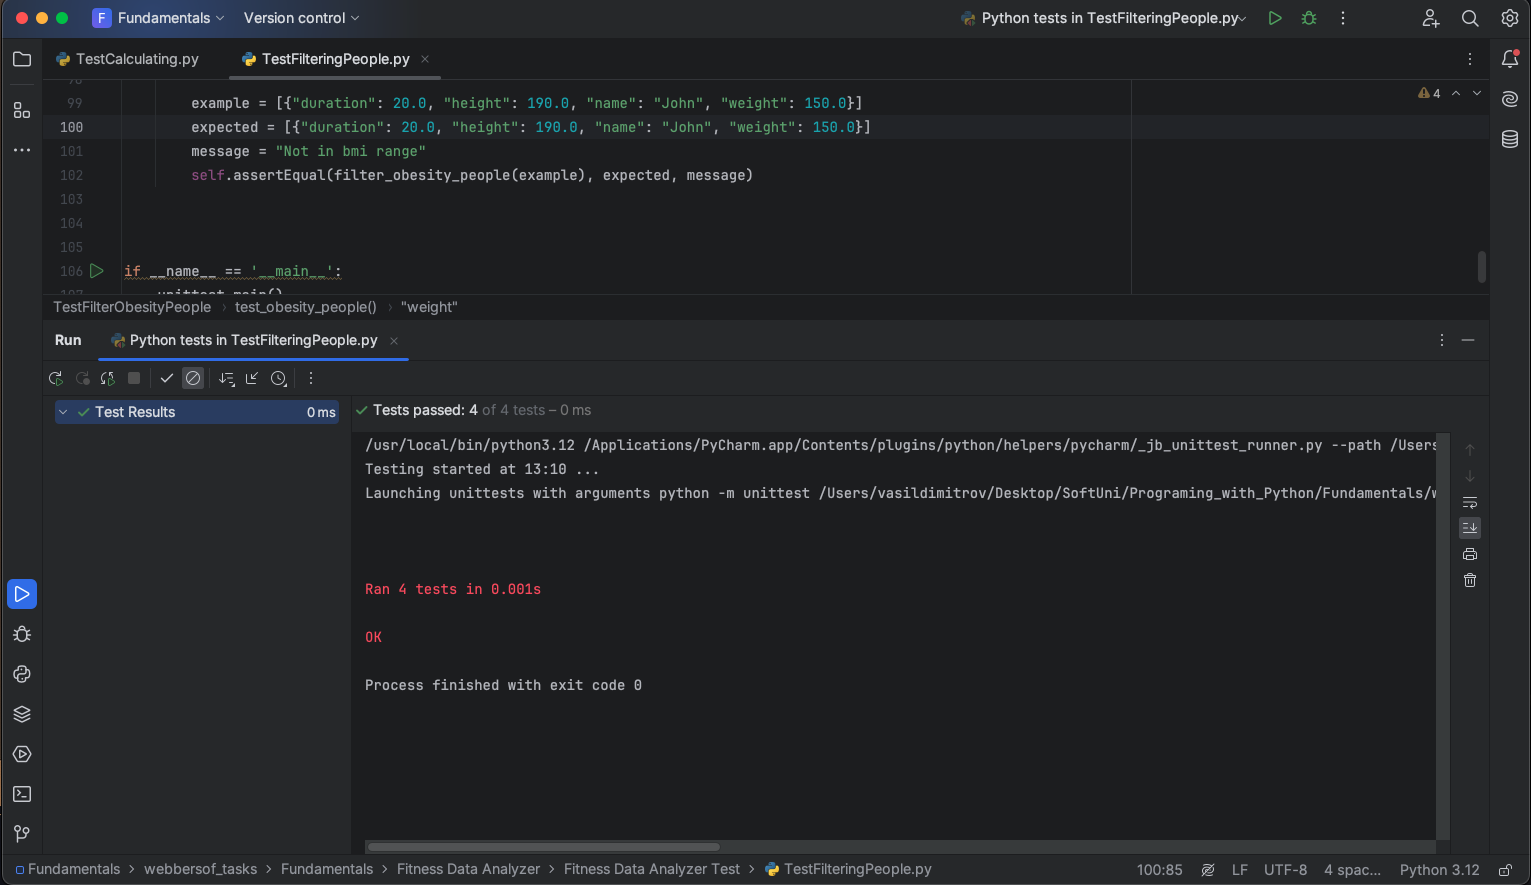 F Fundamentals Version control Python tests in TestFilteringPeople.py
TestCalculating.py TestFilteringPeople.py
99 example = [{"duration": 20.0, "height": 190.0, "name": "John", "weight": 150.0}]
4
100 expected = [{"duration": 20.0, "height": 190.0, "name": "John", "weight": 150.0}]
101 message = "Not in bmi range"
102 self.assertEqual(filter_obesity_people(example), expected, message)
103
104
105
106 if __name__ == '__main__':
107 unittest.main()
TestFilterObesityPeople › test_obesity_people() › "weight"
Run Python tests in TestFilteringPeople.py
Test Results 0 ms
Tests passed: 4 of 4 tests – 0 ms
/usr/local/bin/python3.12 /Applications/PyCharm.app/Contents/plugins/python/helpers/pycharm/_jb_unittest_runner.py --path /Users
Testing started at 13:10 ...
Launching unittests with arguments python -m unittest /Users/vasildimitrov/Desktop/SoftUni/Programing_with_Python/Fundamentals/w
Ran 4 tests in 0.001s
OK
Process finished with exit code 0
Fundamentals › webbersof_tasks › Fundamentals › Fitness Data Analyzer › Fitness Data Analyzer Test › TestFilteringPeople.py 100:85 LF UTF-8 4 spac... Python 3.12